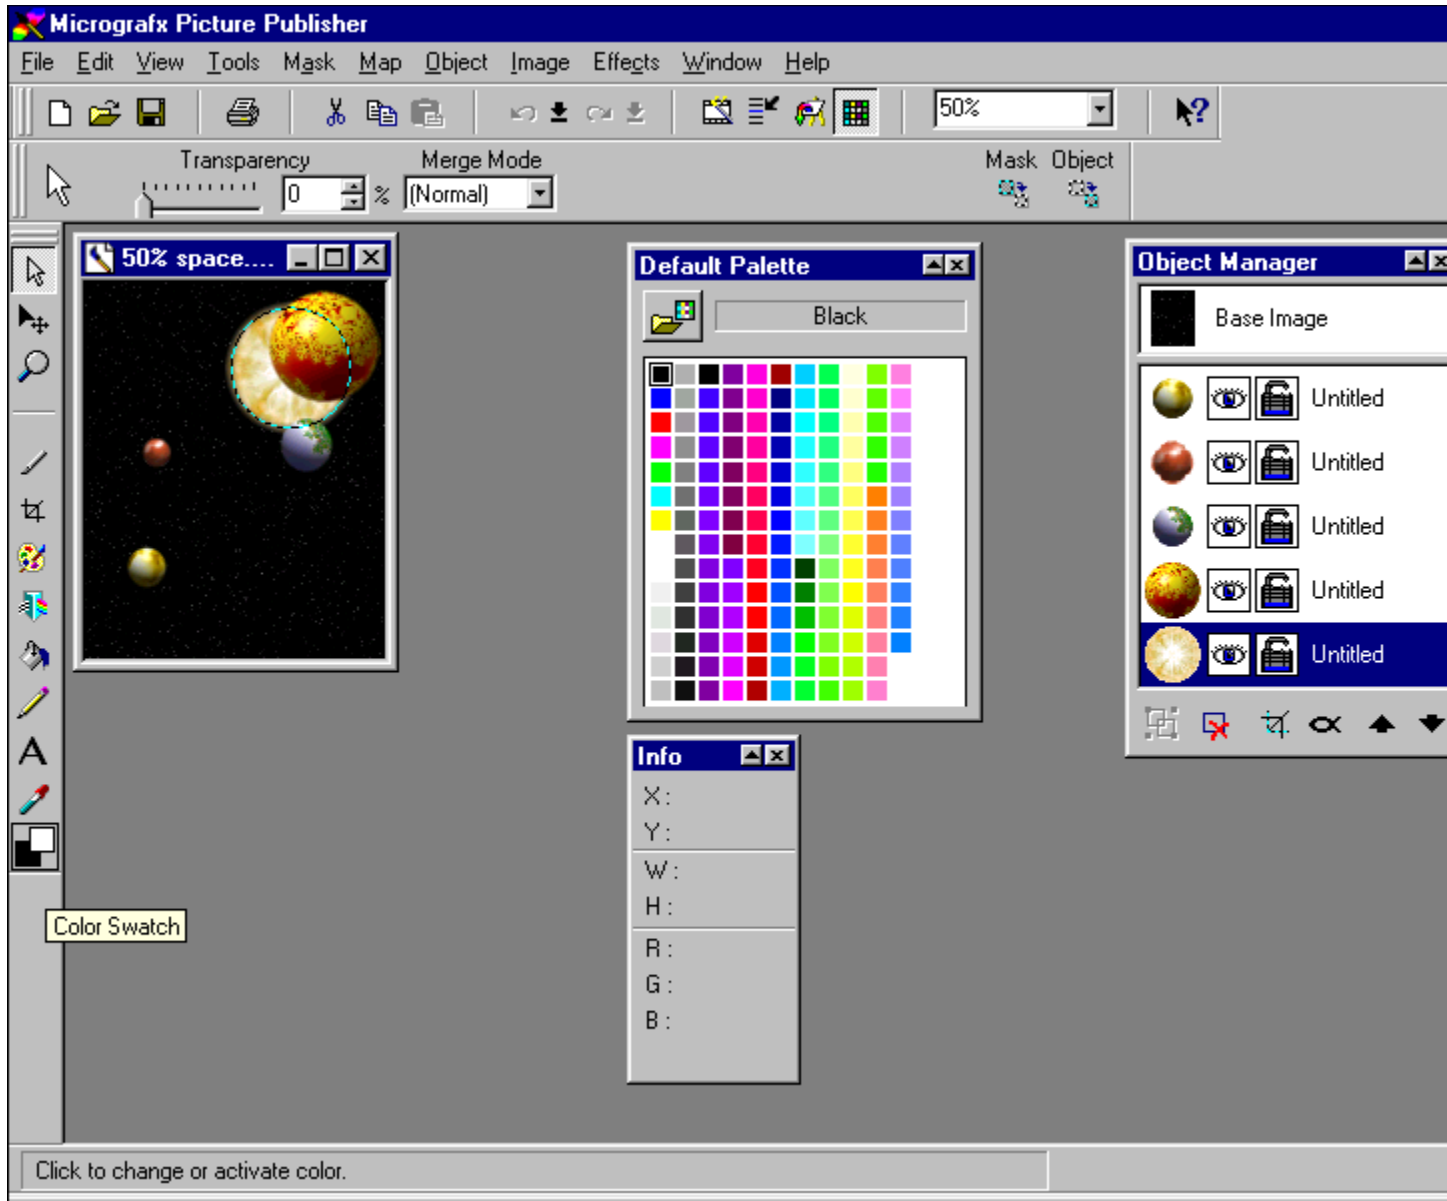 Micrografx Picture Publisher
File Edit View Tools Mask Map Object Image Effects Window Help
50%
Transparency Merge Mode Mask Object
0 % (Normal)
50% space....
Default Palette
Black
Object Manager
Base Image
Untitled
Untitled
Untitled
Untitled
Untitled
A
Info
X :
Y :
W :
H :
R :
G :
B :
Color Swatch
Click to change or activate color.